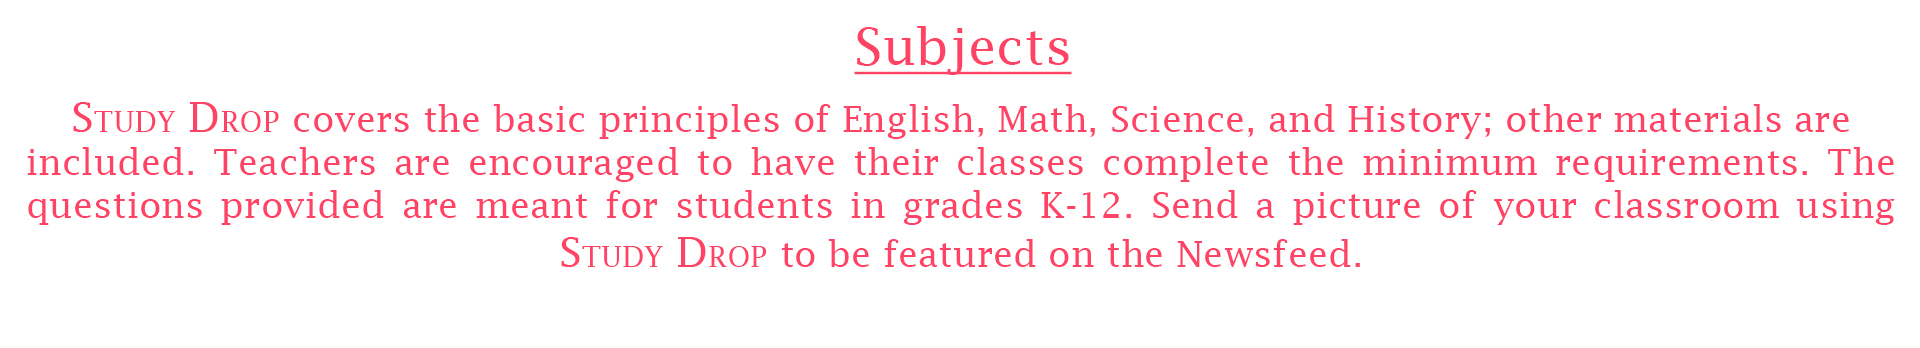 Subjects
Study Drop covers the basic principles of English, Math, Science, and History; other materials are
included. Teachers are encouraged to have their classes complete the minimum requirements. The
questions provided are meant for students in grades K-12. Send a picture of your classroom using
Study Drop to be featured on the Newsfeed.